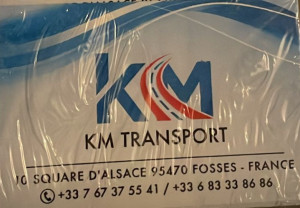 KM
KM TRANSPORT
10 SQUARE D'ALSACE 95470 FOSSES - FRANCE
+33 7 67 37 55 41 / +33 6 83 33 86 86